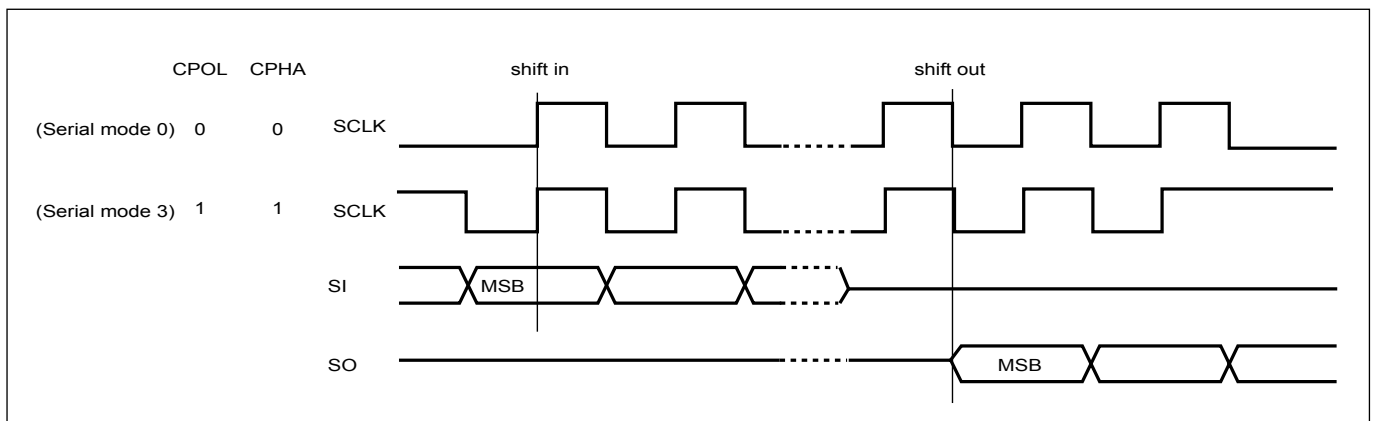 CPOL CPHA shift in shift out
(Serial mode 0) 0 0 SCLK
(Serial mode 3) 1 1 SCLK
SI MSB
SO MSB